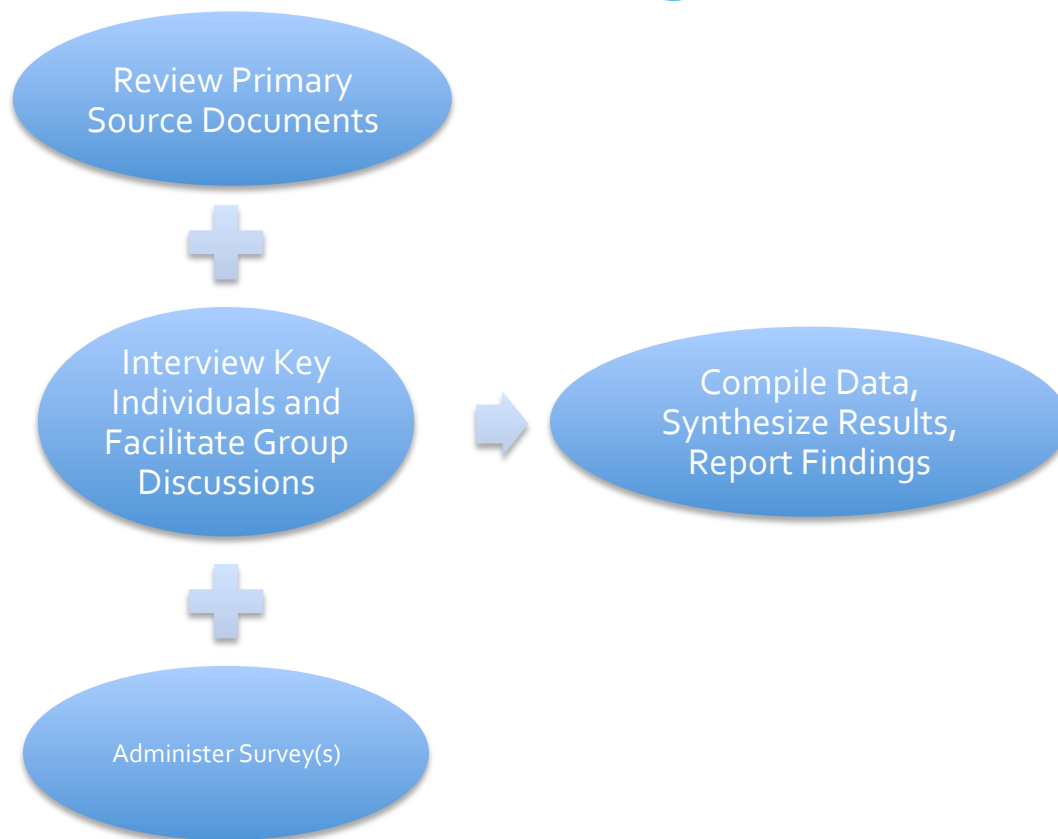 Review Primary
Source Documents
Interview Key
Individuals and
Facilitate Group
Discussions
Compile Data,
Synthesize Results,
Report Findings
Administer Survey(s)